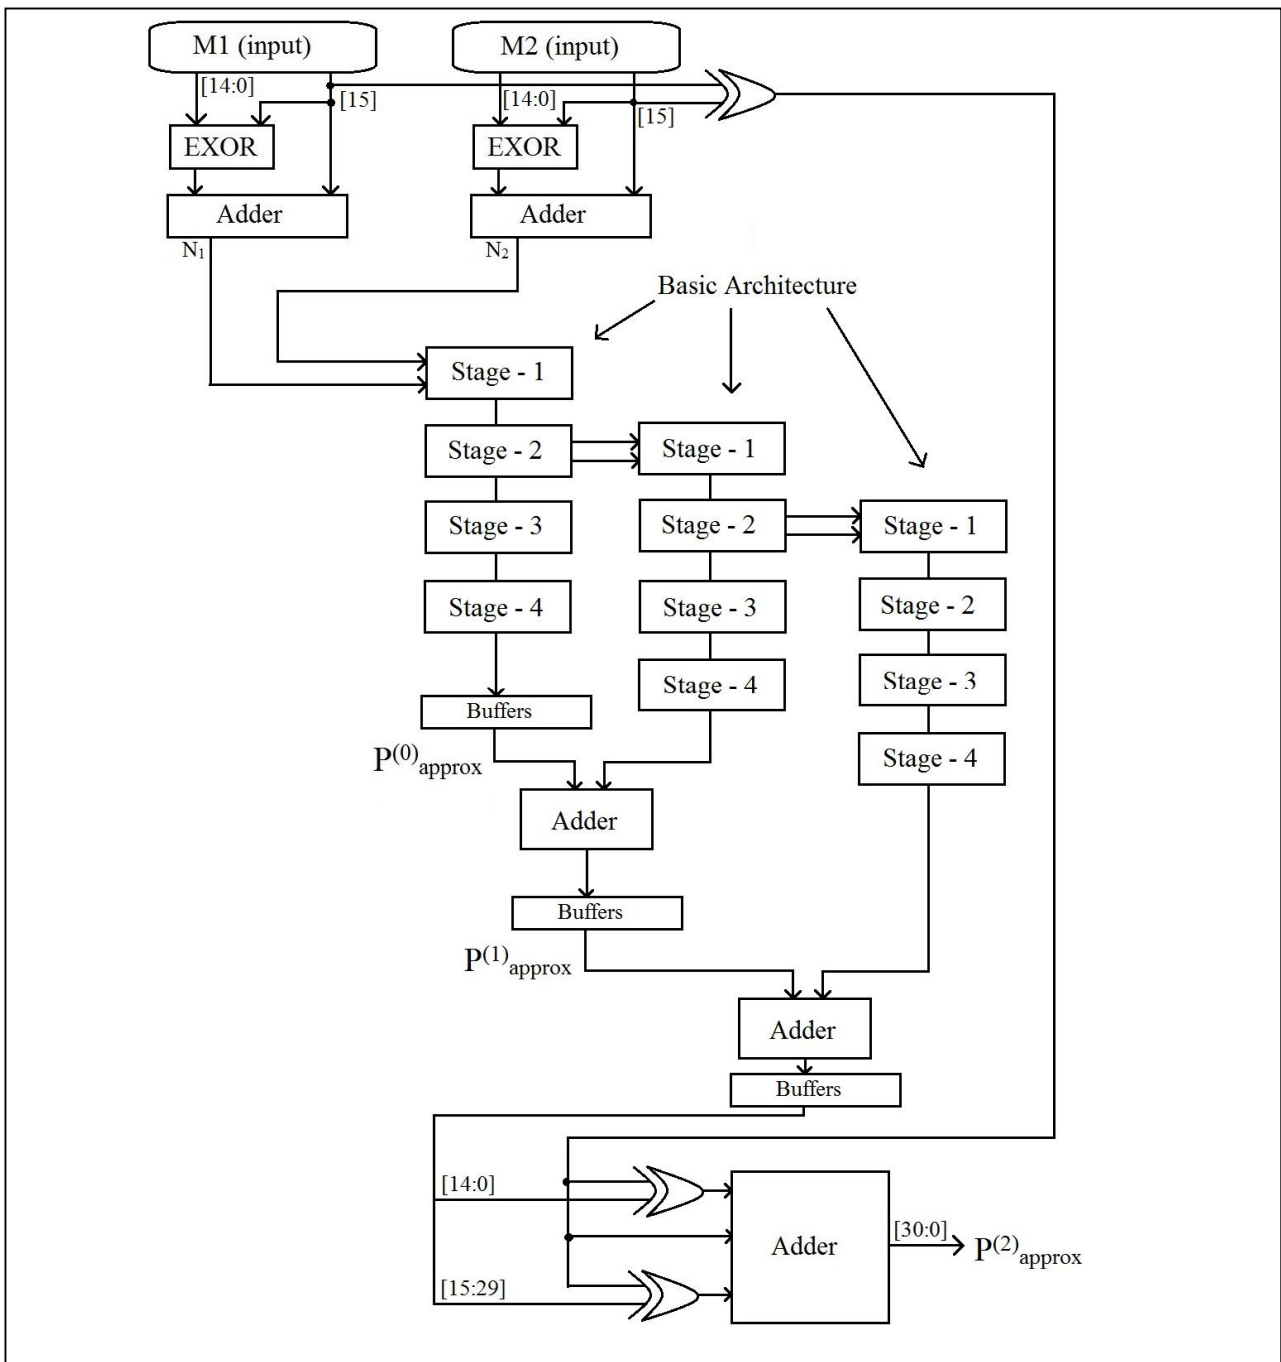 M1 (input)
M2 (input)
[14:0]
[15]
[14:0]
[15]
EXOR
EXOR
Adder
Adder
N₁
N₂
Basic Architecture
Stage - 1
Stage - 2
Stage - 1
Stage - 3
Stage - 2
Stage - 1
Stage - 4
Stage - 3
Stage - 2
Stage - 4
Stage - 3
Buffers
P⁽⁰⁾approx
Stage - 4
Adder
Buffers
P⁽¹⁾approx
Adder
Buffers
[14:0]
Adder
[30:0]
P⁽²⁾approx
[15:29]